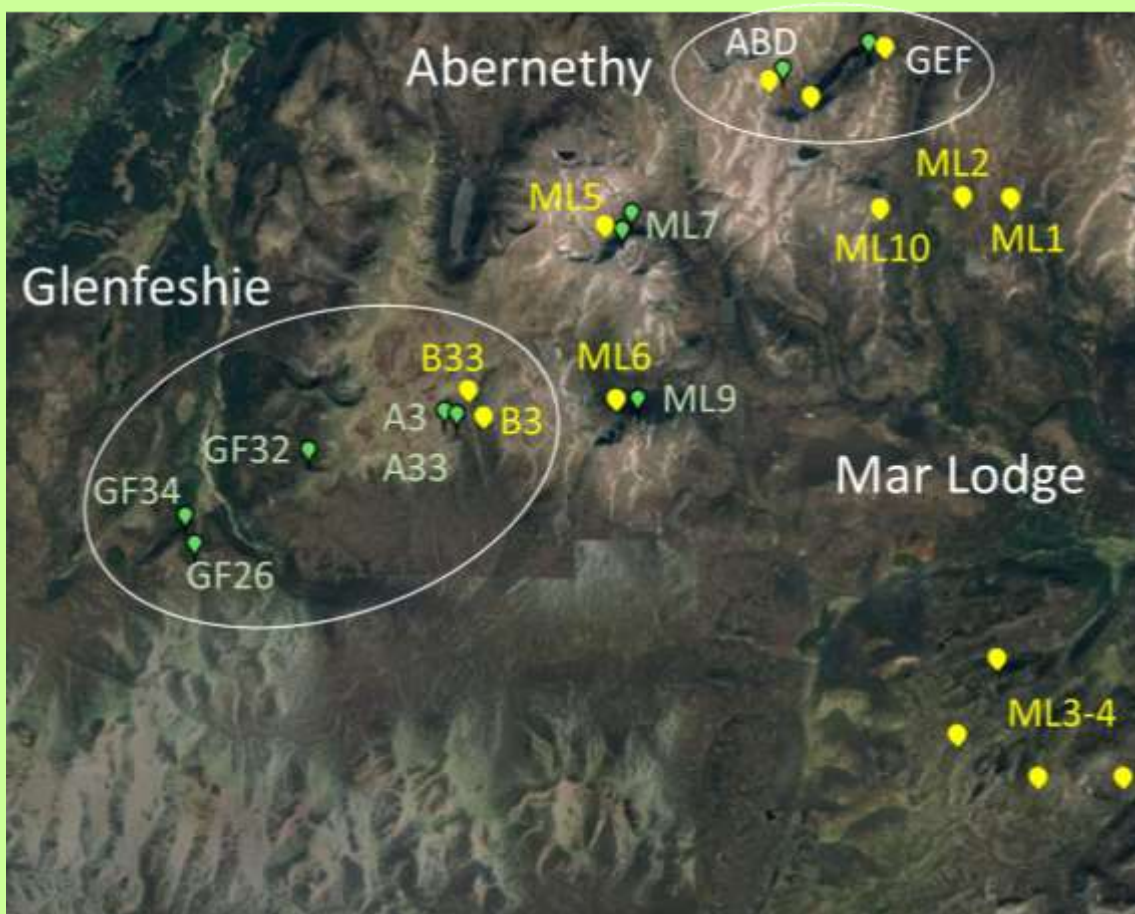 ABD
GEF
Abernethy
ML2
ML5
ML7
ML10
ML1
Glenfeshie
B33
ML6
A3
B3
ML9
GF32
A33
Mar Lodge
GF34
GF26
ML3-4